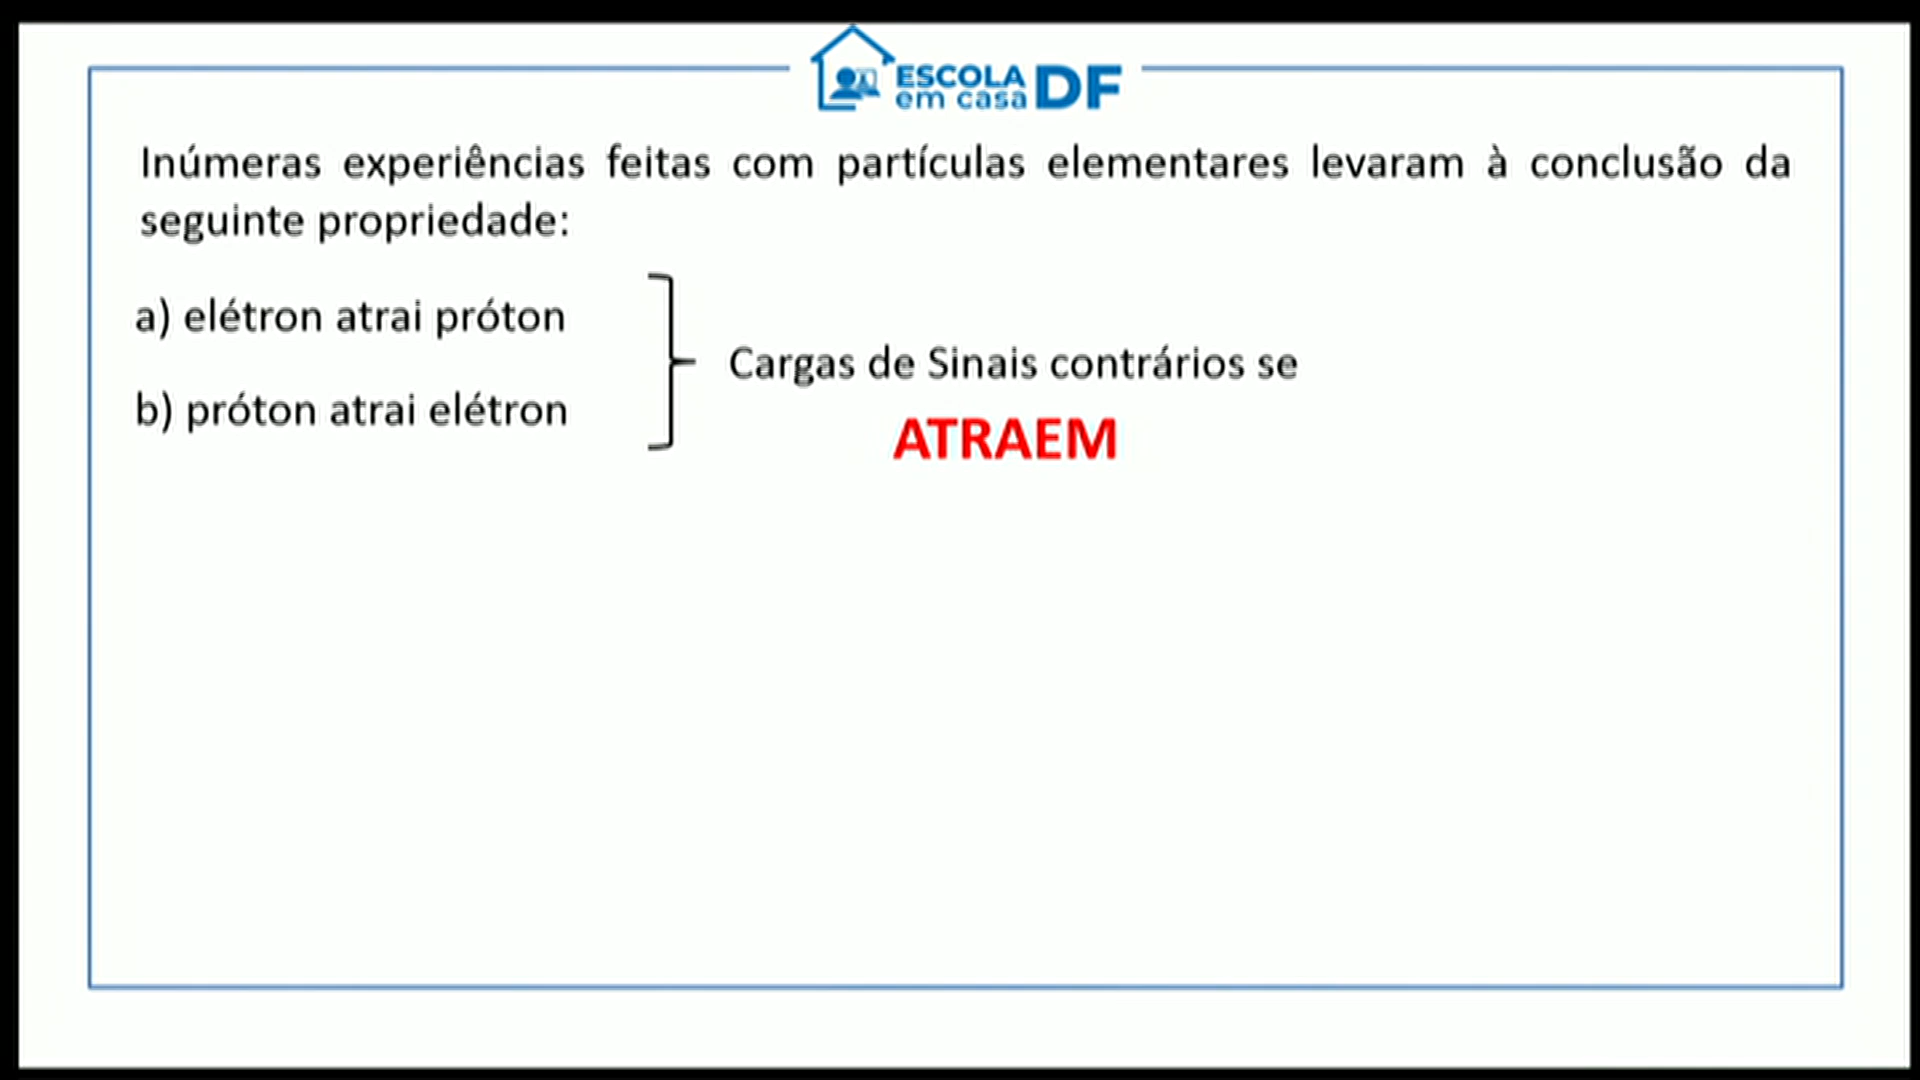 ESCOLA
em casa DF
Inúmeras experiências feitas com partículas elementares levaram à conclusão da
seguinte propriedade:
a) elétron atrai próton
b) próton atrai elétron
Cargas de Sinais contrários se
ATRAEM